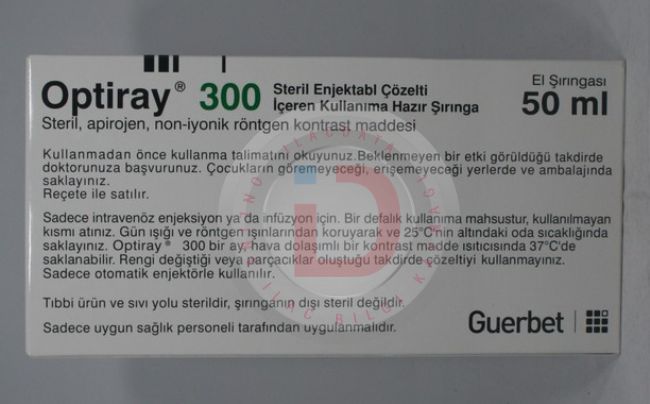 Optiray® 300 Steril Enjektabl Çözelti
İçeren Kullanıma Hazır Şırınga
El Şırıngası
50 ml
Steril, apirojen, non-iyonik röntgen kontrast maddesi
Kullanmadan önce kullanma talimatını okuyunuz. Beklenmeyen bir etki görüldüğü takdirde
doktorunuza başvurunuz. Çocukların göremeyeceği, erişemeyeceği yerlerde ve ambalajında
saklayınız.
Reçete ile satılır.
Sadece intravenöz enjeksiyon ya da infüzyon için. Bir defalık kullanıma mahsustur, kullanılmayan
kısmı atınız. Gün ışığı ve röntgen ışınlarından koruyarak ve 25°C'nin altındaki oda sıcaklığında
saklayınız. Optiray® 300 bir ay, hava dolaşımlı bir kontrast madde ısıtıcısında 37°C'de
saklanabilir. Rengi değiştiği veya parçacıklar oluştuğu takdirde çözeltiyi kullanmayınız.
Sadece otomatik enjektörle kullanılır.
Tıbbi ürün ve sıvı yolu sterildir, şırınganın dışı steril değildir.
Sadece uygun sağlık personeli tarafından uygulanmalıdır.
Guerbet